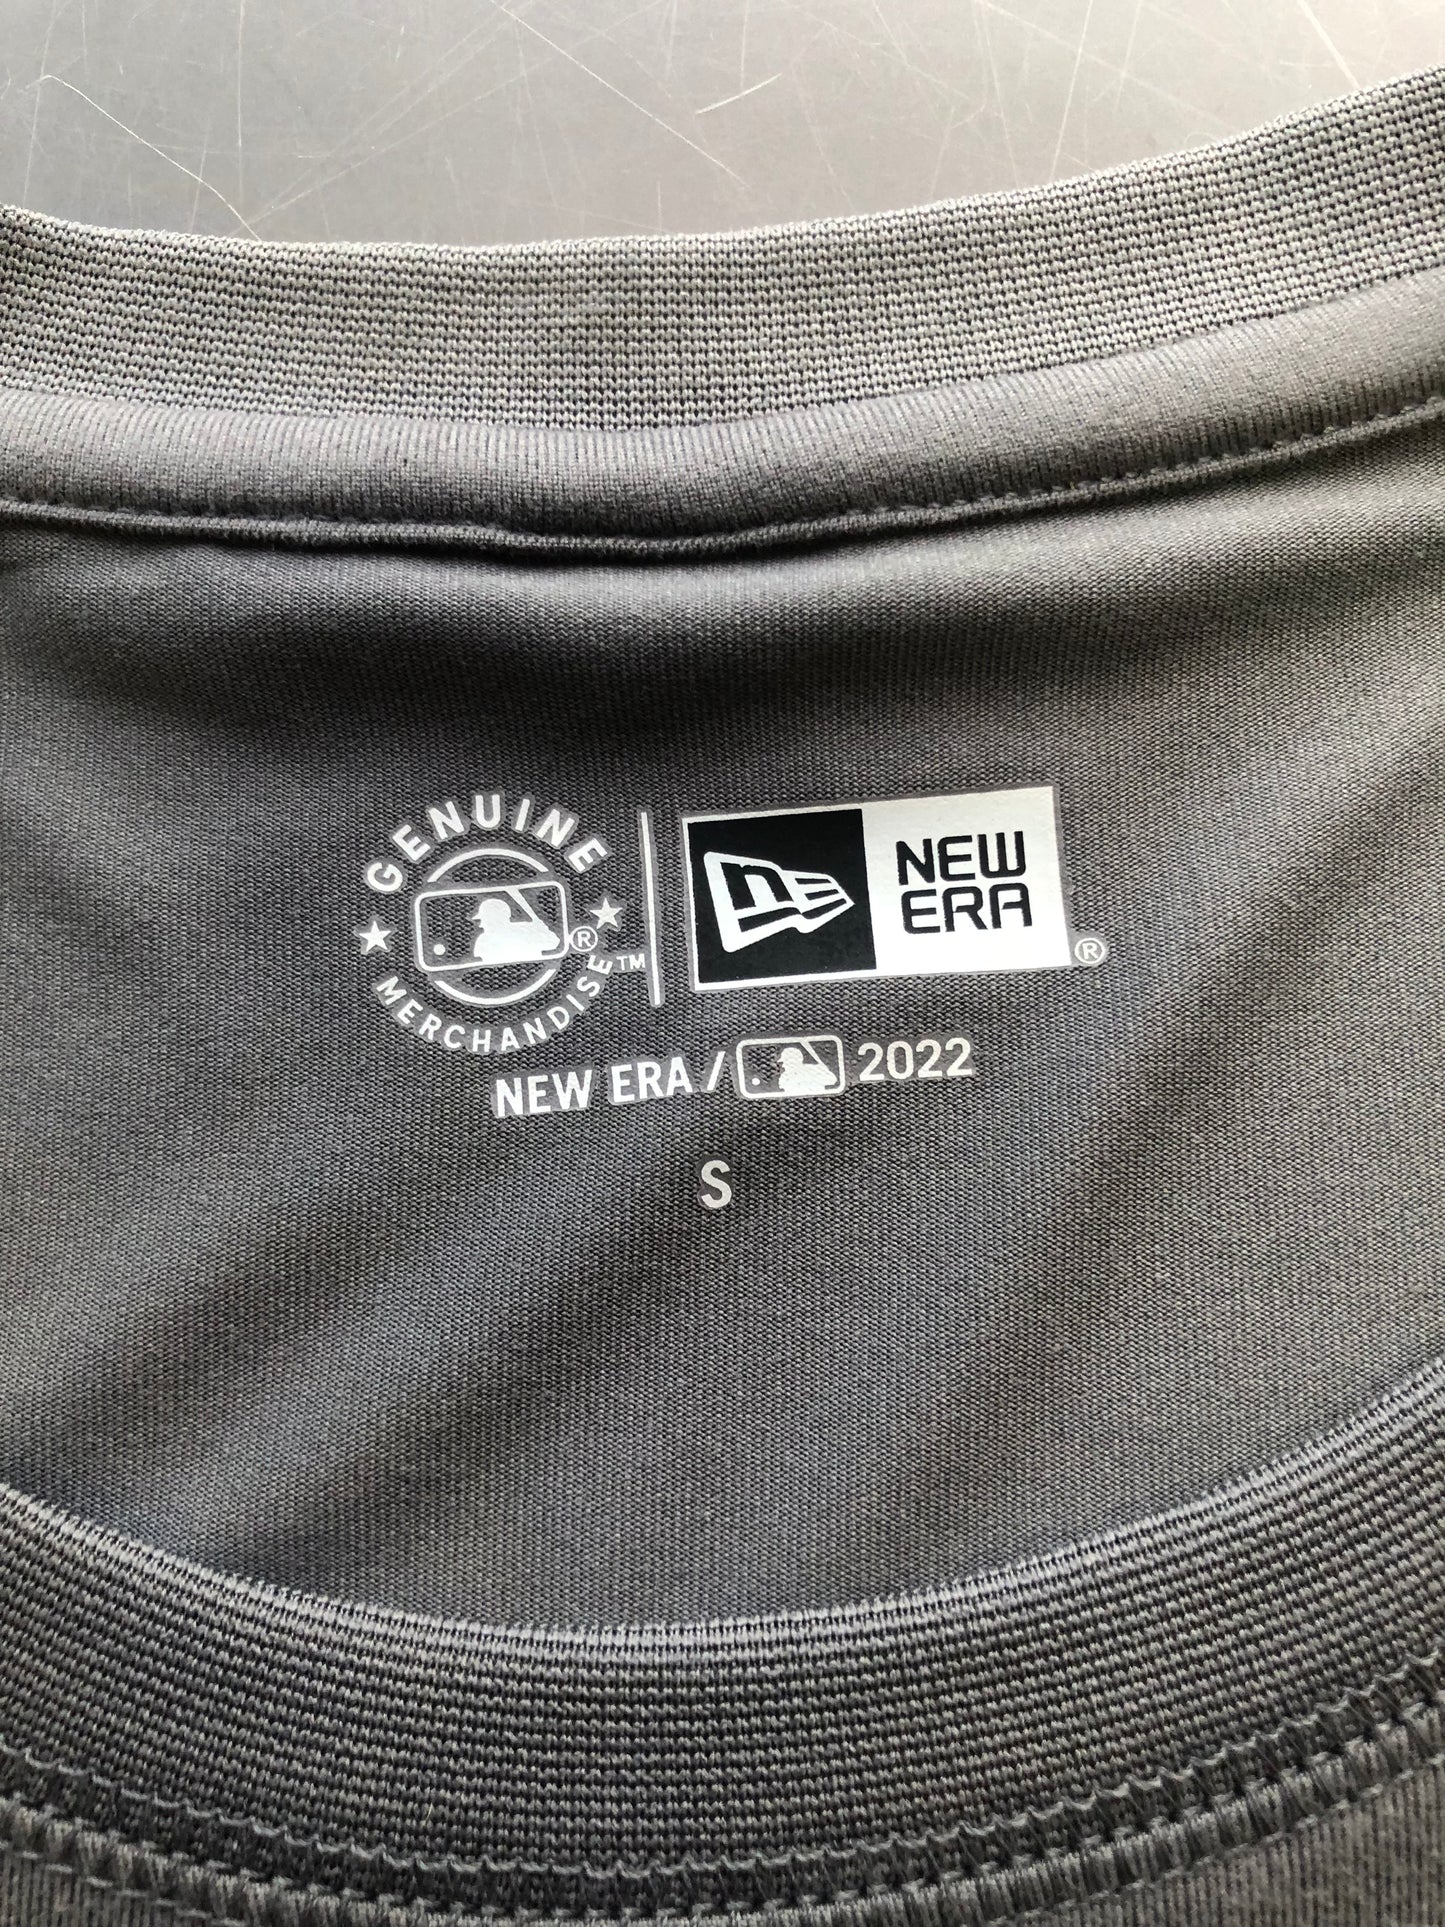 GENUINE
MERCHANDISE™
®
NEW
ERA
®
NEW ERA / 2022
S